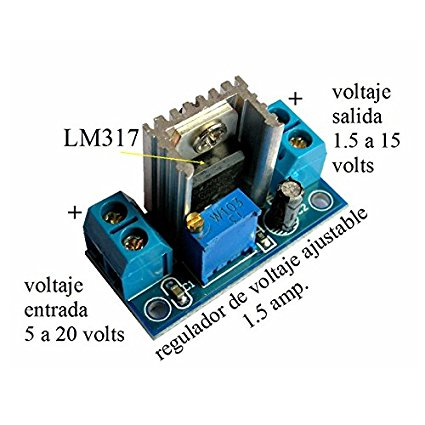 +
voltaje
salida
1.5 a 15
volts
LM317
+
W103
voltaje
entrada
5 a 20 volts
regulador de voltaje ajustable
1.5 amp.